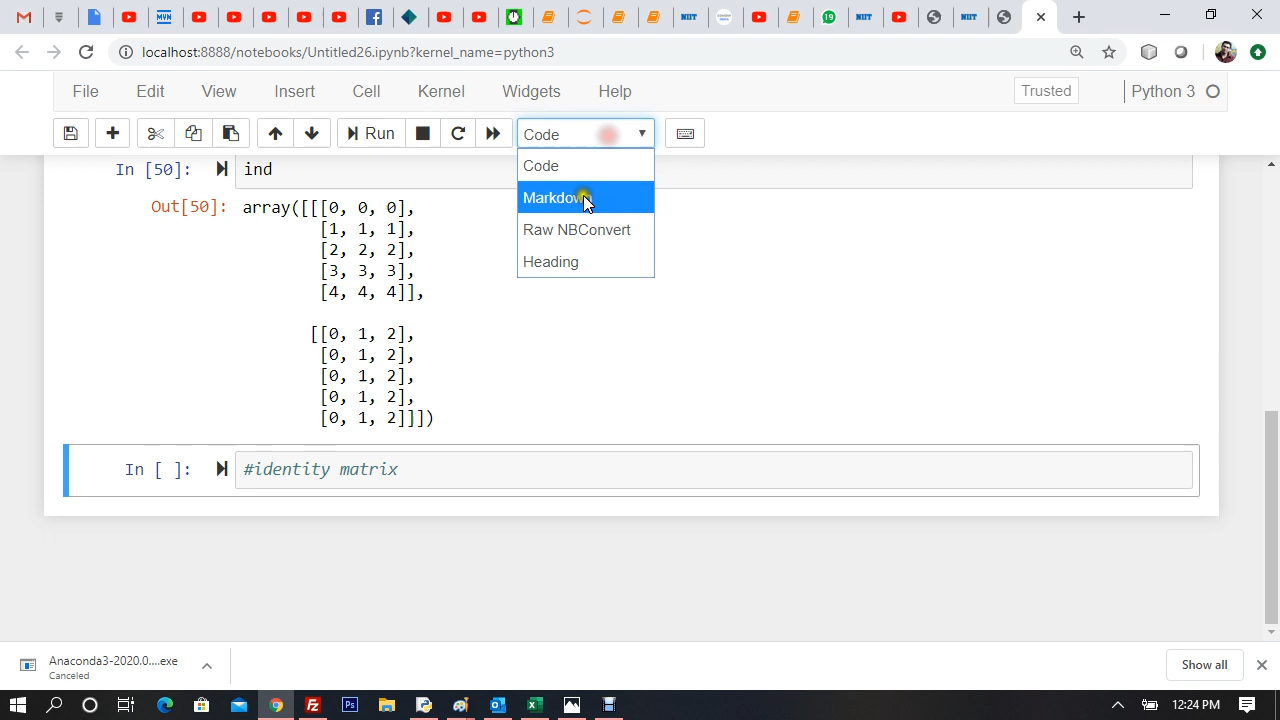 localhost:8888/notebooks/Untitled26.ipynb?kernel_name=python3
File Edit View Insert Cell Kernel Widgets Help Trusted Python 3
Run Code
Code
Markdown
Raw NBConvert
Heading
In [50]: ind
Out[50]: array([[[0, 0, 0],
[1, 1, 1],
[2, 2, 2],
[3, 3, 3],
[4, 4, 4]],
[[0, 1, 2],
[0, 1, 2],
[0, 1, 2],
[0, 1, 2],
[0, 1, 2]]])
In [ ]: #identity matrix
Anaconda3-2020.0....exe
Canceled
Show all
12:24 PM